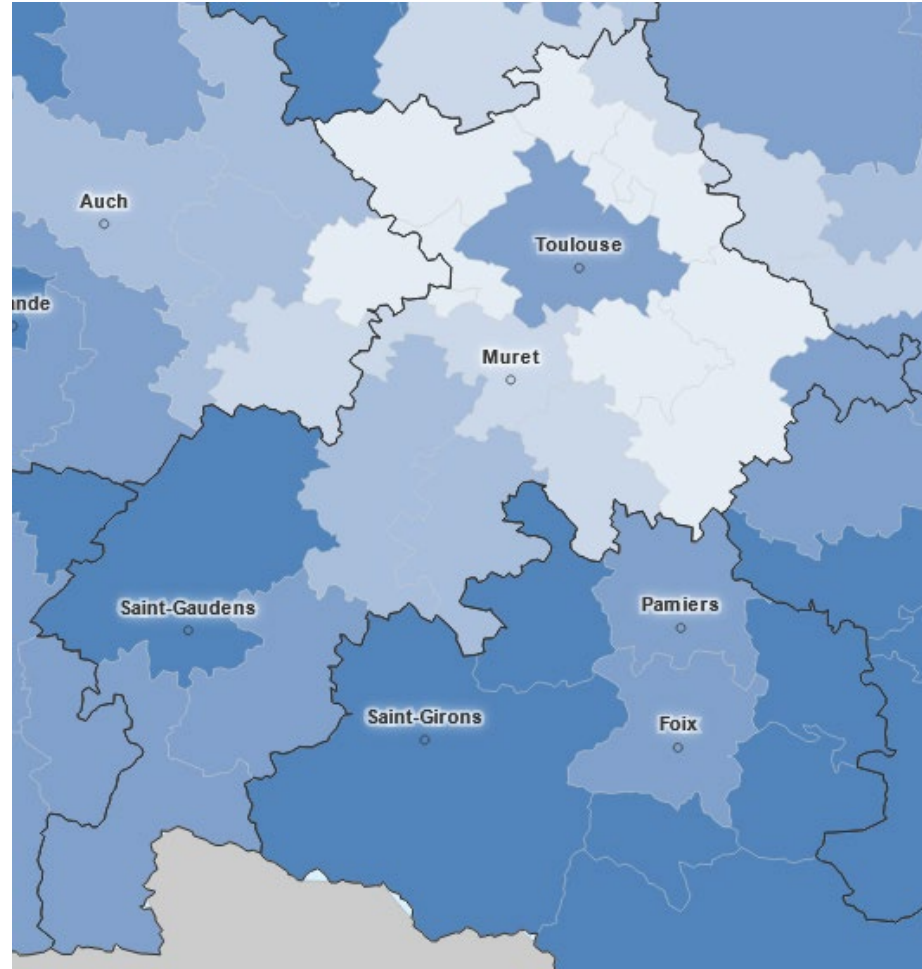 Auch
Toulouse
ande
Muret
Saint-Gaudens
Pamiers
Saint-Girons
Foix